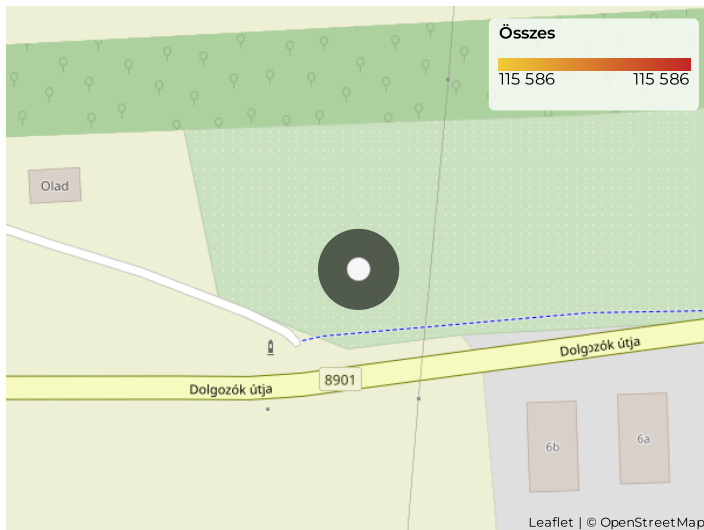 Összes
115 586 115 586
Olad
Dolgozók útja
8901
Dolgozók útja
6b
6a
Leaflet | © OpenStreetMap